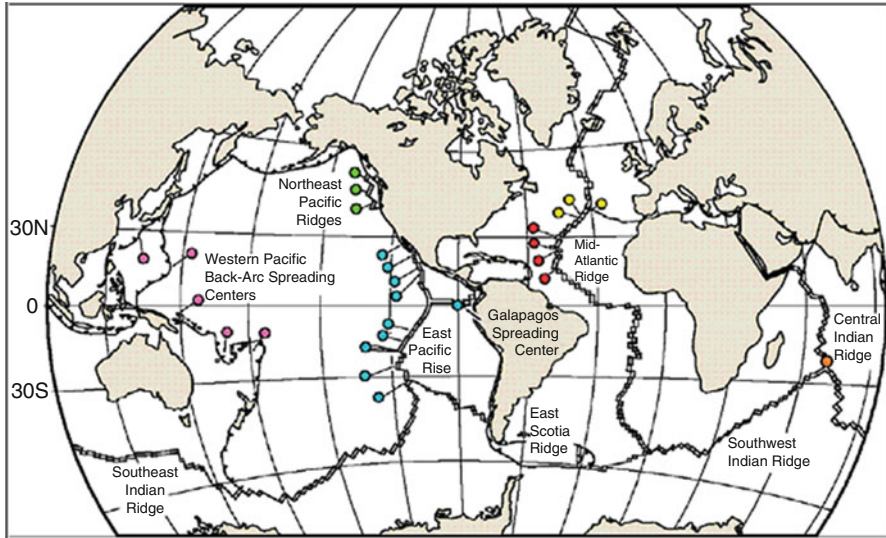 Northeast
Pacific
Ridges
30N
Western Pacific
Back-Arc Spreading
Centers
Mid-
Atlantic
Ridge
0
East
Pacific
Rise
Galapagos
Spreading
Center
Central
Indian
Ridge
30S
East
Scotia
Ridge
Southwest
Indian Ridge
Southeast
Indian
Ridge